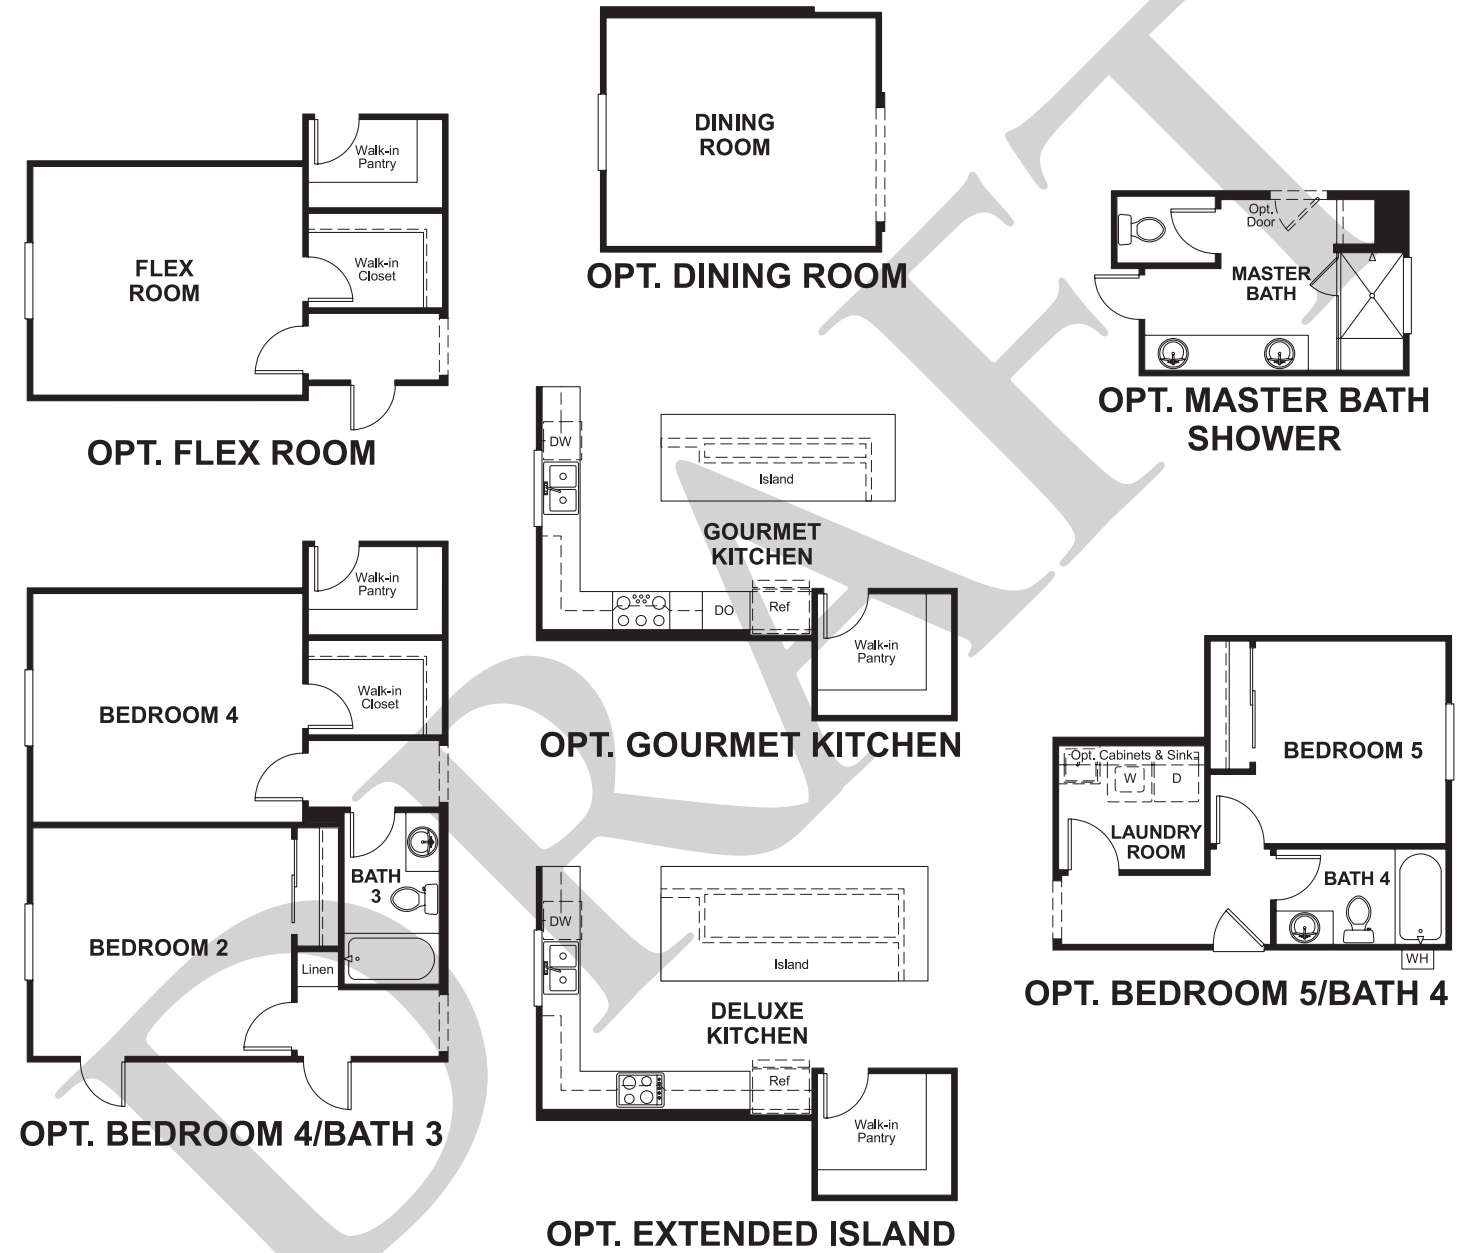 Walk-in
Pantry
FLEX
ROOM
Walk-in
Closet
OPT. FLEX ROOM
DINING
ROOM
OPT. DINING ROOM
Opt.
Door
MASTER
BATH
OPT. MASTER BATH
SHOWER
DW
Island
GOURMET
KITCHEN
DO
Ref
Walk-in
Pantry
OPT. GOURMET KITCHEN
Walk-in
Pantry
BEDROOM 4
Walk-in
Closet
BATH
3
BEDROOM 2
Linen
OPT. BEDROOM 4/BATH 3
DW
Island
DELUXE
KITCHEN
Ref
Walk-in
Pantry
OPT. EXTENDED ISLAND
BEDROOM 5
Opt. Cabinets & Sink
W
D
LAUNDRY
ROOM
BATH 4
WH
OPT. BEDROOM 5/BATH 4
DRAFT